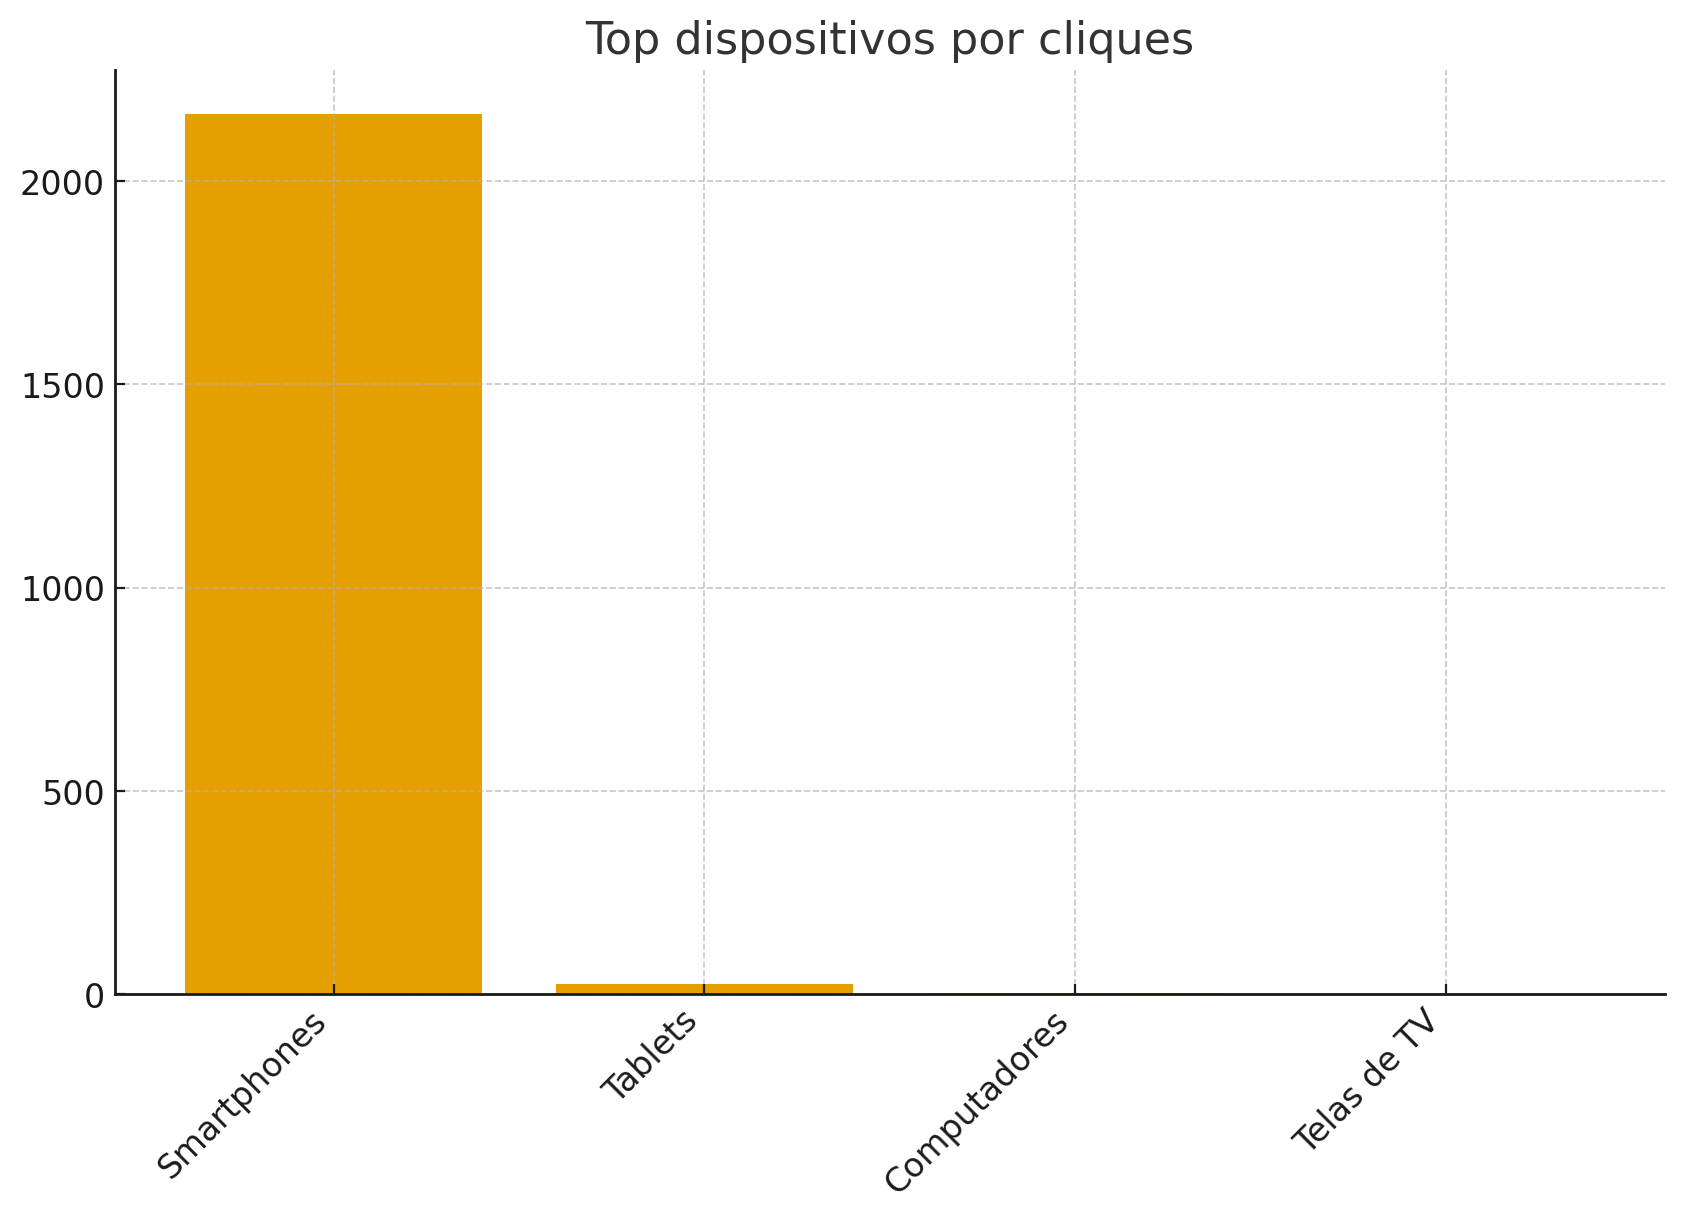 Top dispositivos por cliques
2000
1500
1000
500
0
Smartphones
Tablets
Computadores
Telas de TV